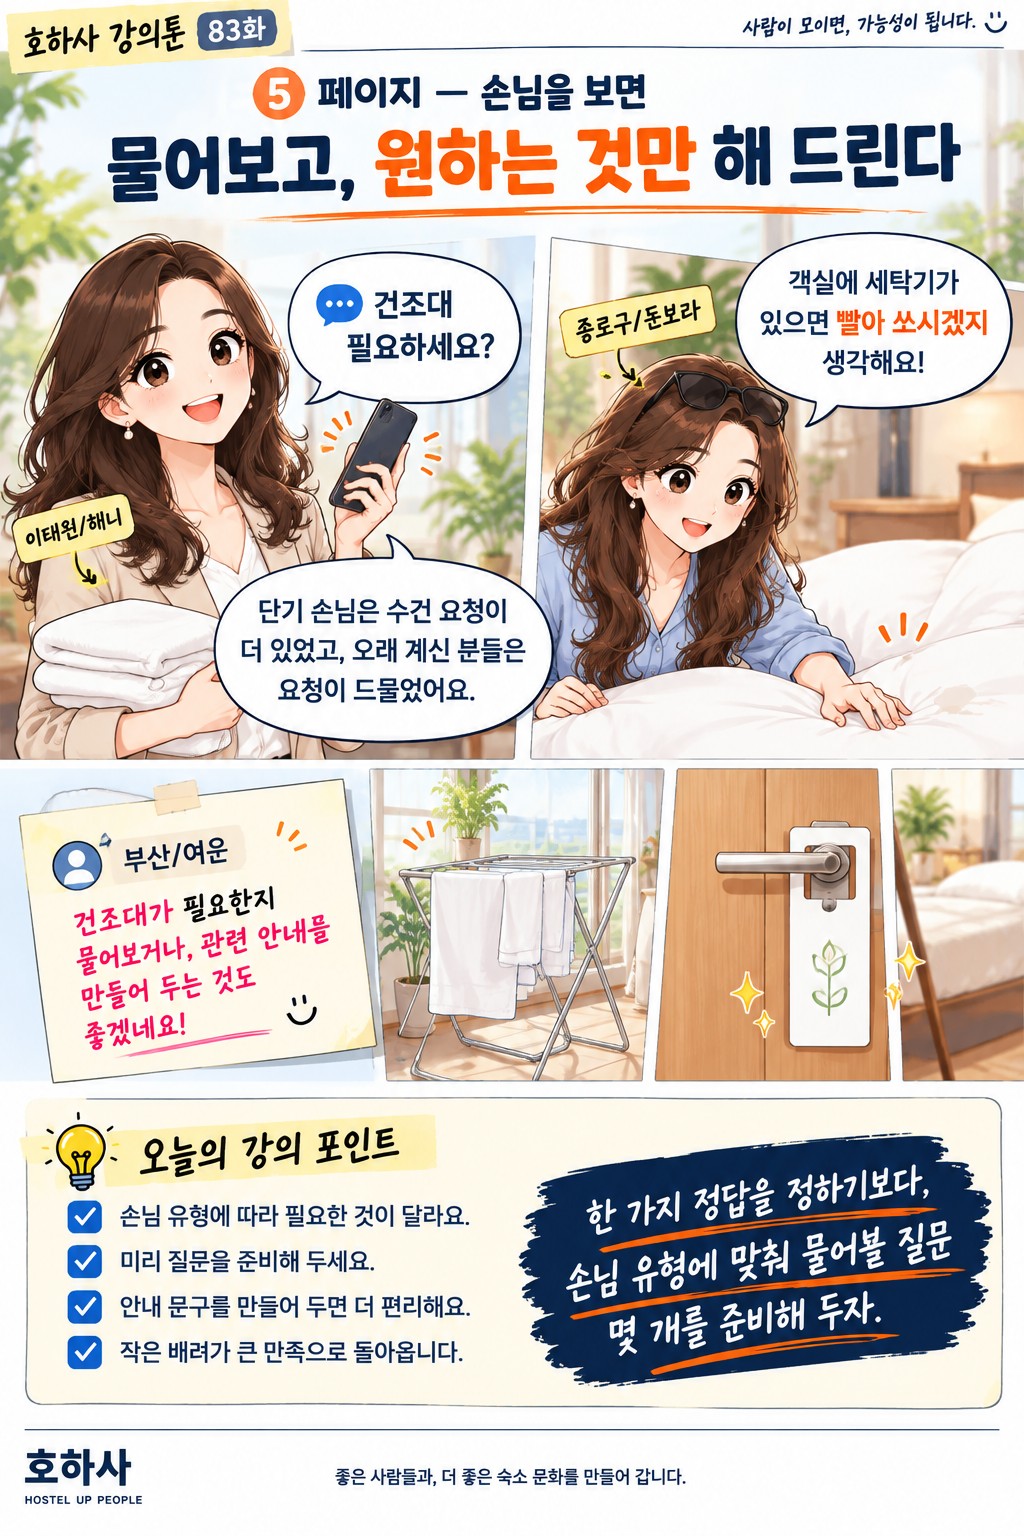 호하사 강의툰 83화
사람이 모이면, 가능성이 됩니다.
5 페이지 — 손님을 보면
물어보고, 원하는 것만 해 드린다
건조대
필요하세요?
이태원/해니
단기 손님은 수건 요청이
더 있었고, 오래 계신 분들은
요청이 드물었어요.
종로구/돈보라
객실에 세탁기가
있으면 빨아 쓰시겠지
생각해요!
부산/여운
건조대가 필요한지
물어보거나, 관련 안내를
만들어 두는 것도
좋겠네요!
오늘의 강의 포인트
손님 유형에 따라 필요한 것이 달라요.
미리 질문을 준비해 두세요.
안내 문구를 만들어 두면 더 편리해요.
작은 배려가 큰 만족으로 돌아옵니다.
한 가지 정답을 정하기보다,
손님 유형에 맞춰 물어볼 질문
몇 개를 준비해 두자.
호하사
HOSTEL UP PEOPLE
좋은 사람들과, 더 좋은 숙소 문화를 만들어 갑니다.